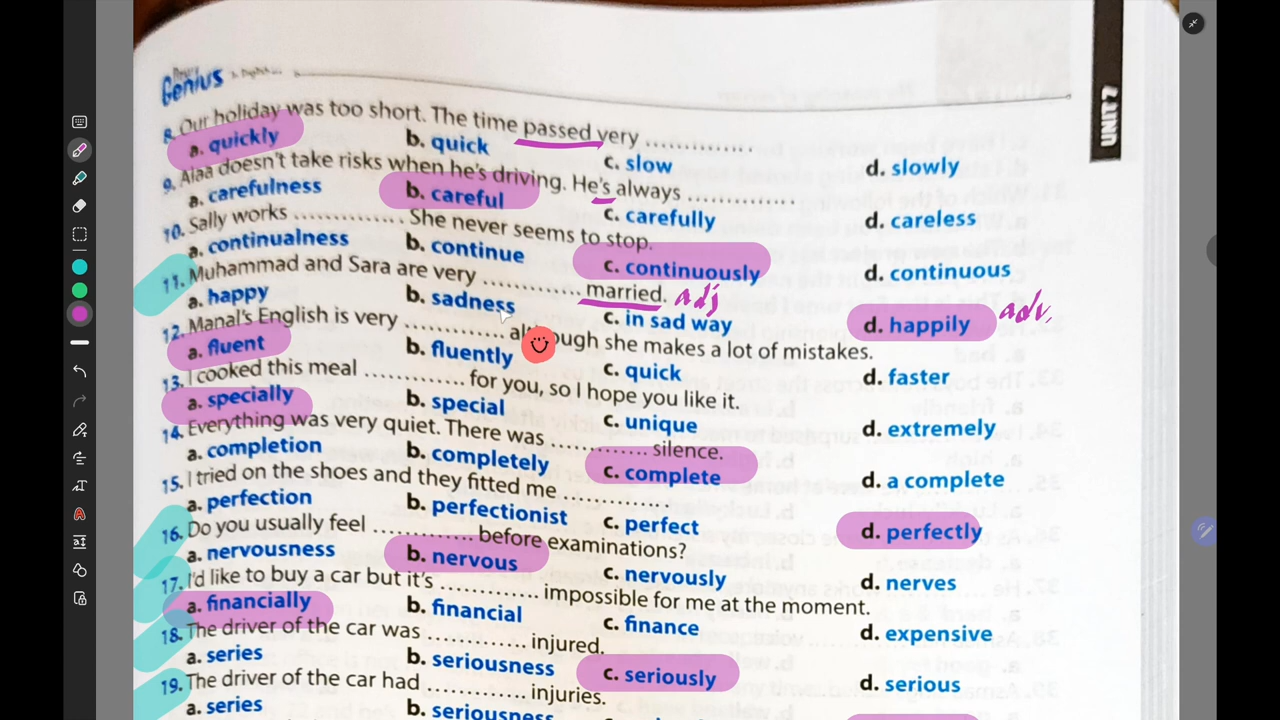 Genius
UNIT 7
8. Our holiday was too short. The time passed very ..............
a. quickly b. quick c. slow d. slowly
9. Alaa doesn't take risks when he's driving. He's always ..............
a. carefulness b. careful c. carefully d. careless
10. Sally works .............. She never seems to stop.
a. continualness b. continue c. continuously d. continuous
11. Muhammad and Sara are very .............. married. adj
a. happy b. sadness c. in sad way d. happily adv.
12. Manal's English is very .............. although she makes a lot of mistakes.
a. fluent b. fluently c. quick d. faster
13. I cooked this meal .............. for you, so I hope you like it.
a. specially b. special c. unique d. extremely
14. Everything was very quiet. There was .............. silence.
a. completion b. completely c. complete d. a complete
15. I tried on the shoes and they fitted me ..............
a. perfection b. perfectionist c. perfect d. perfectly
16. Do you usually feel .............. before examinations?
a. nervousness b. nervous c. nervously d. nerves
17. I'd like to buy a car but it's .............. impossible for me at the moment.
a. financially b. financial c. finance d. expensive
18. The driver of the car was .............. injured.
a. series b. seriousness c. seriously d. serious
19. The driver of the car had .............. injuries.
a. series b. seriousness